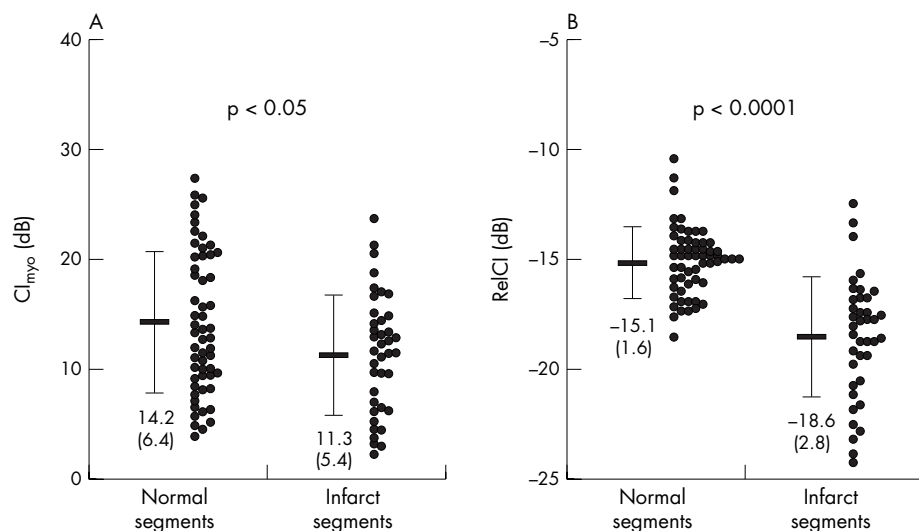 A
40
30
20
10
0
CImyo (dB)
p < 0.05
14.2
(6.4)
11.3
(5.4)
Normal
segments
Infarct
segments
B
−5
−10
−15
−20
−25
RelCI (dB)
p < 0.0001
−15.1
(1.6)
−18.6
(2.8)
Normal
segments
Infarct
segments